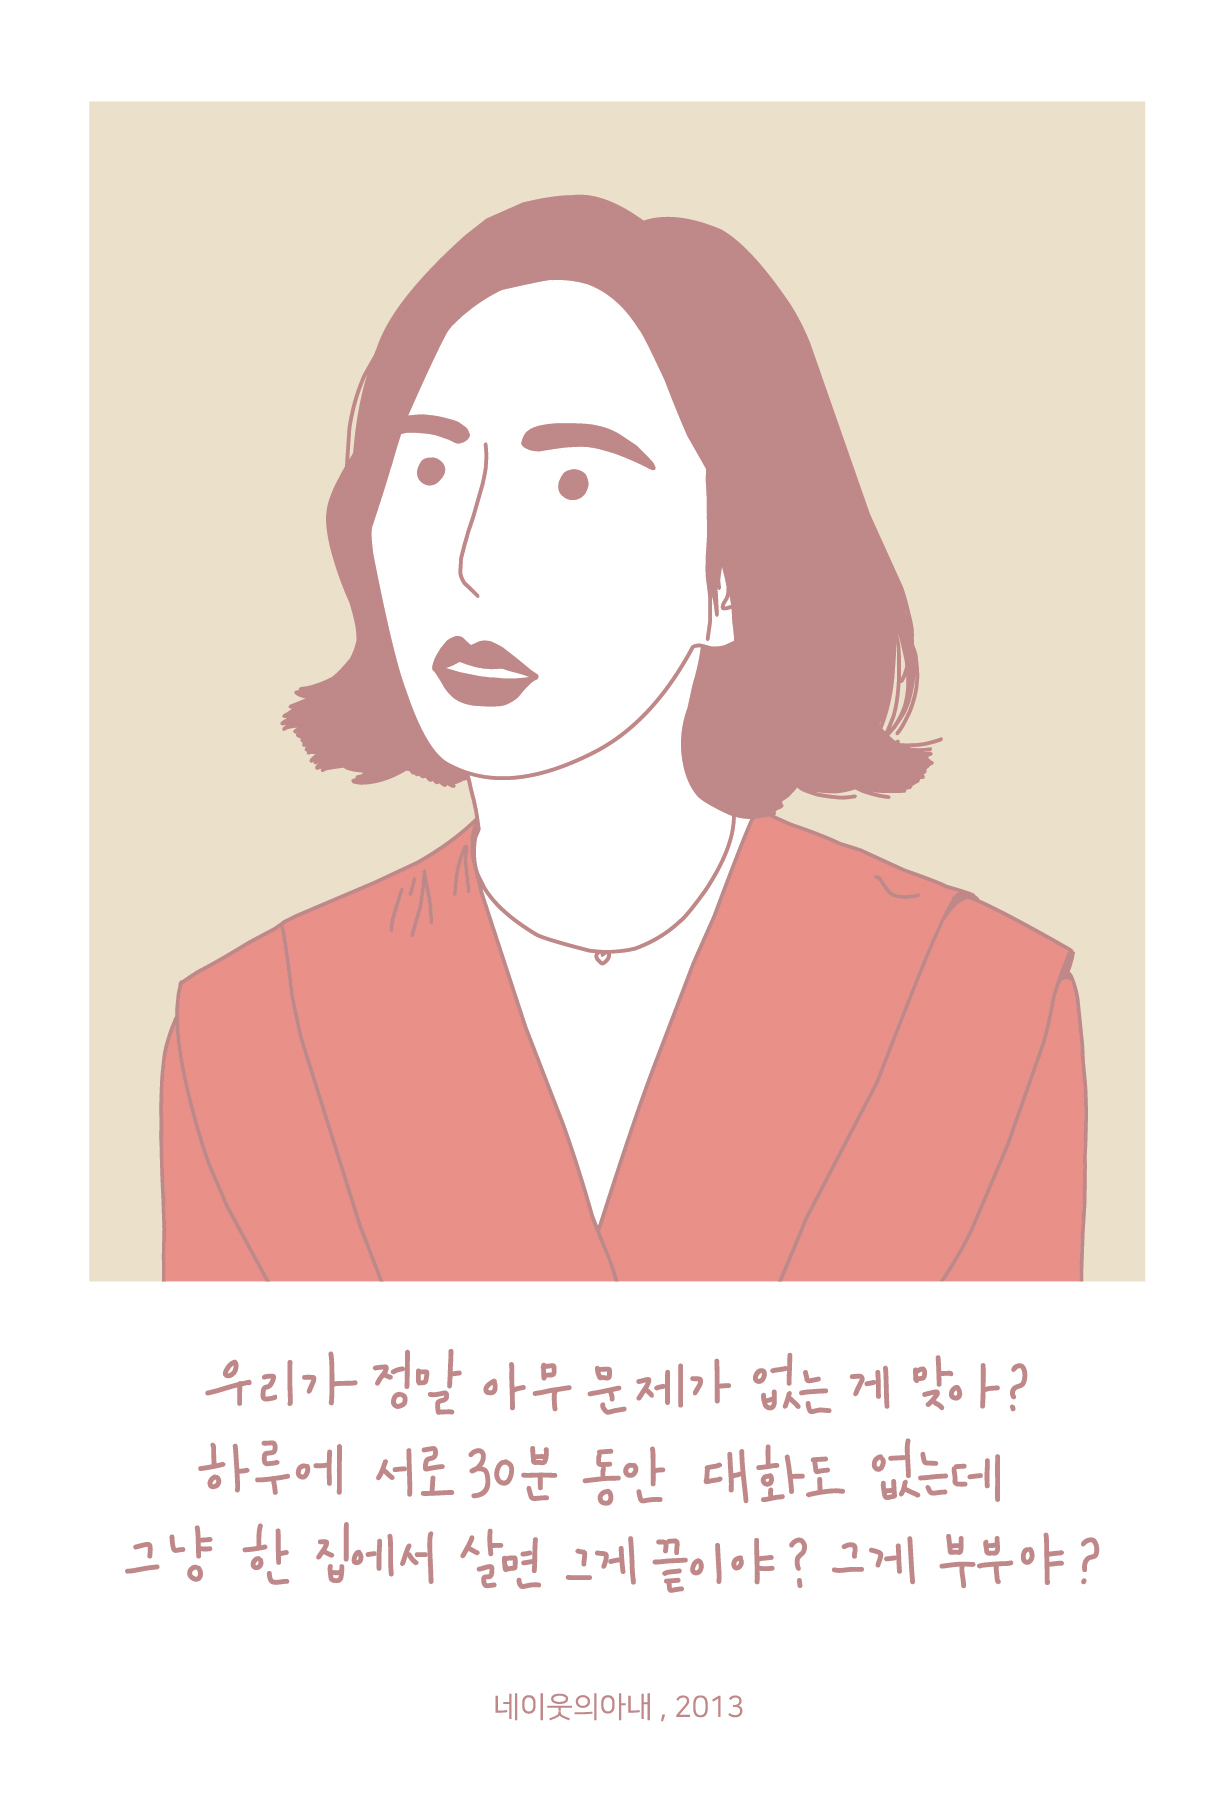 우리가 정말 아무 문제가 없는 게 맞아?
하루에 서로 30분 동안 대화도 없는데
그냥 한 집에서 살면 그게 끝이야? 그게 부부야?
네이웃의아내, 2013